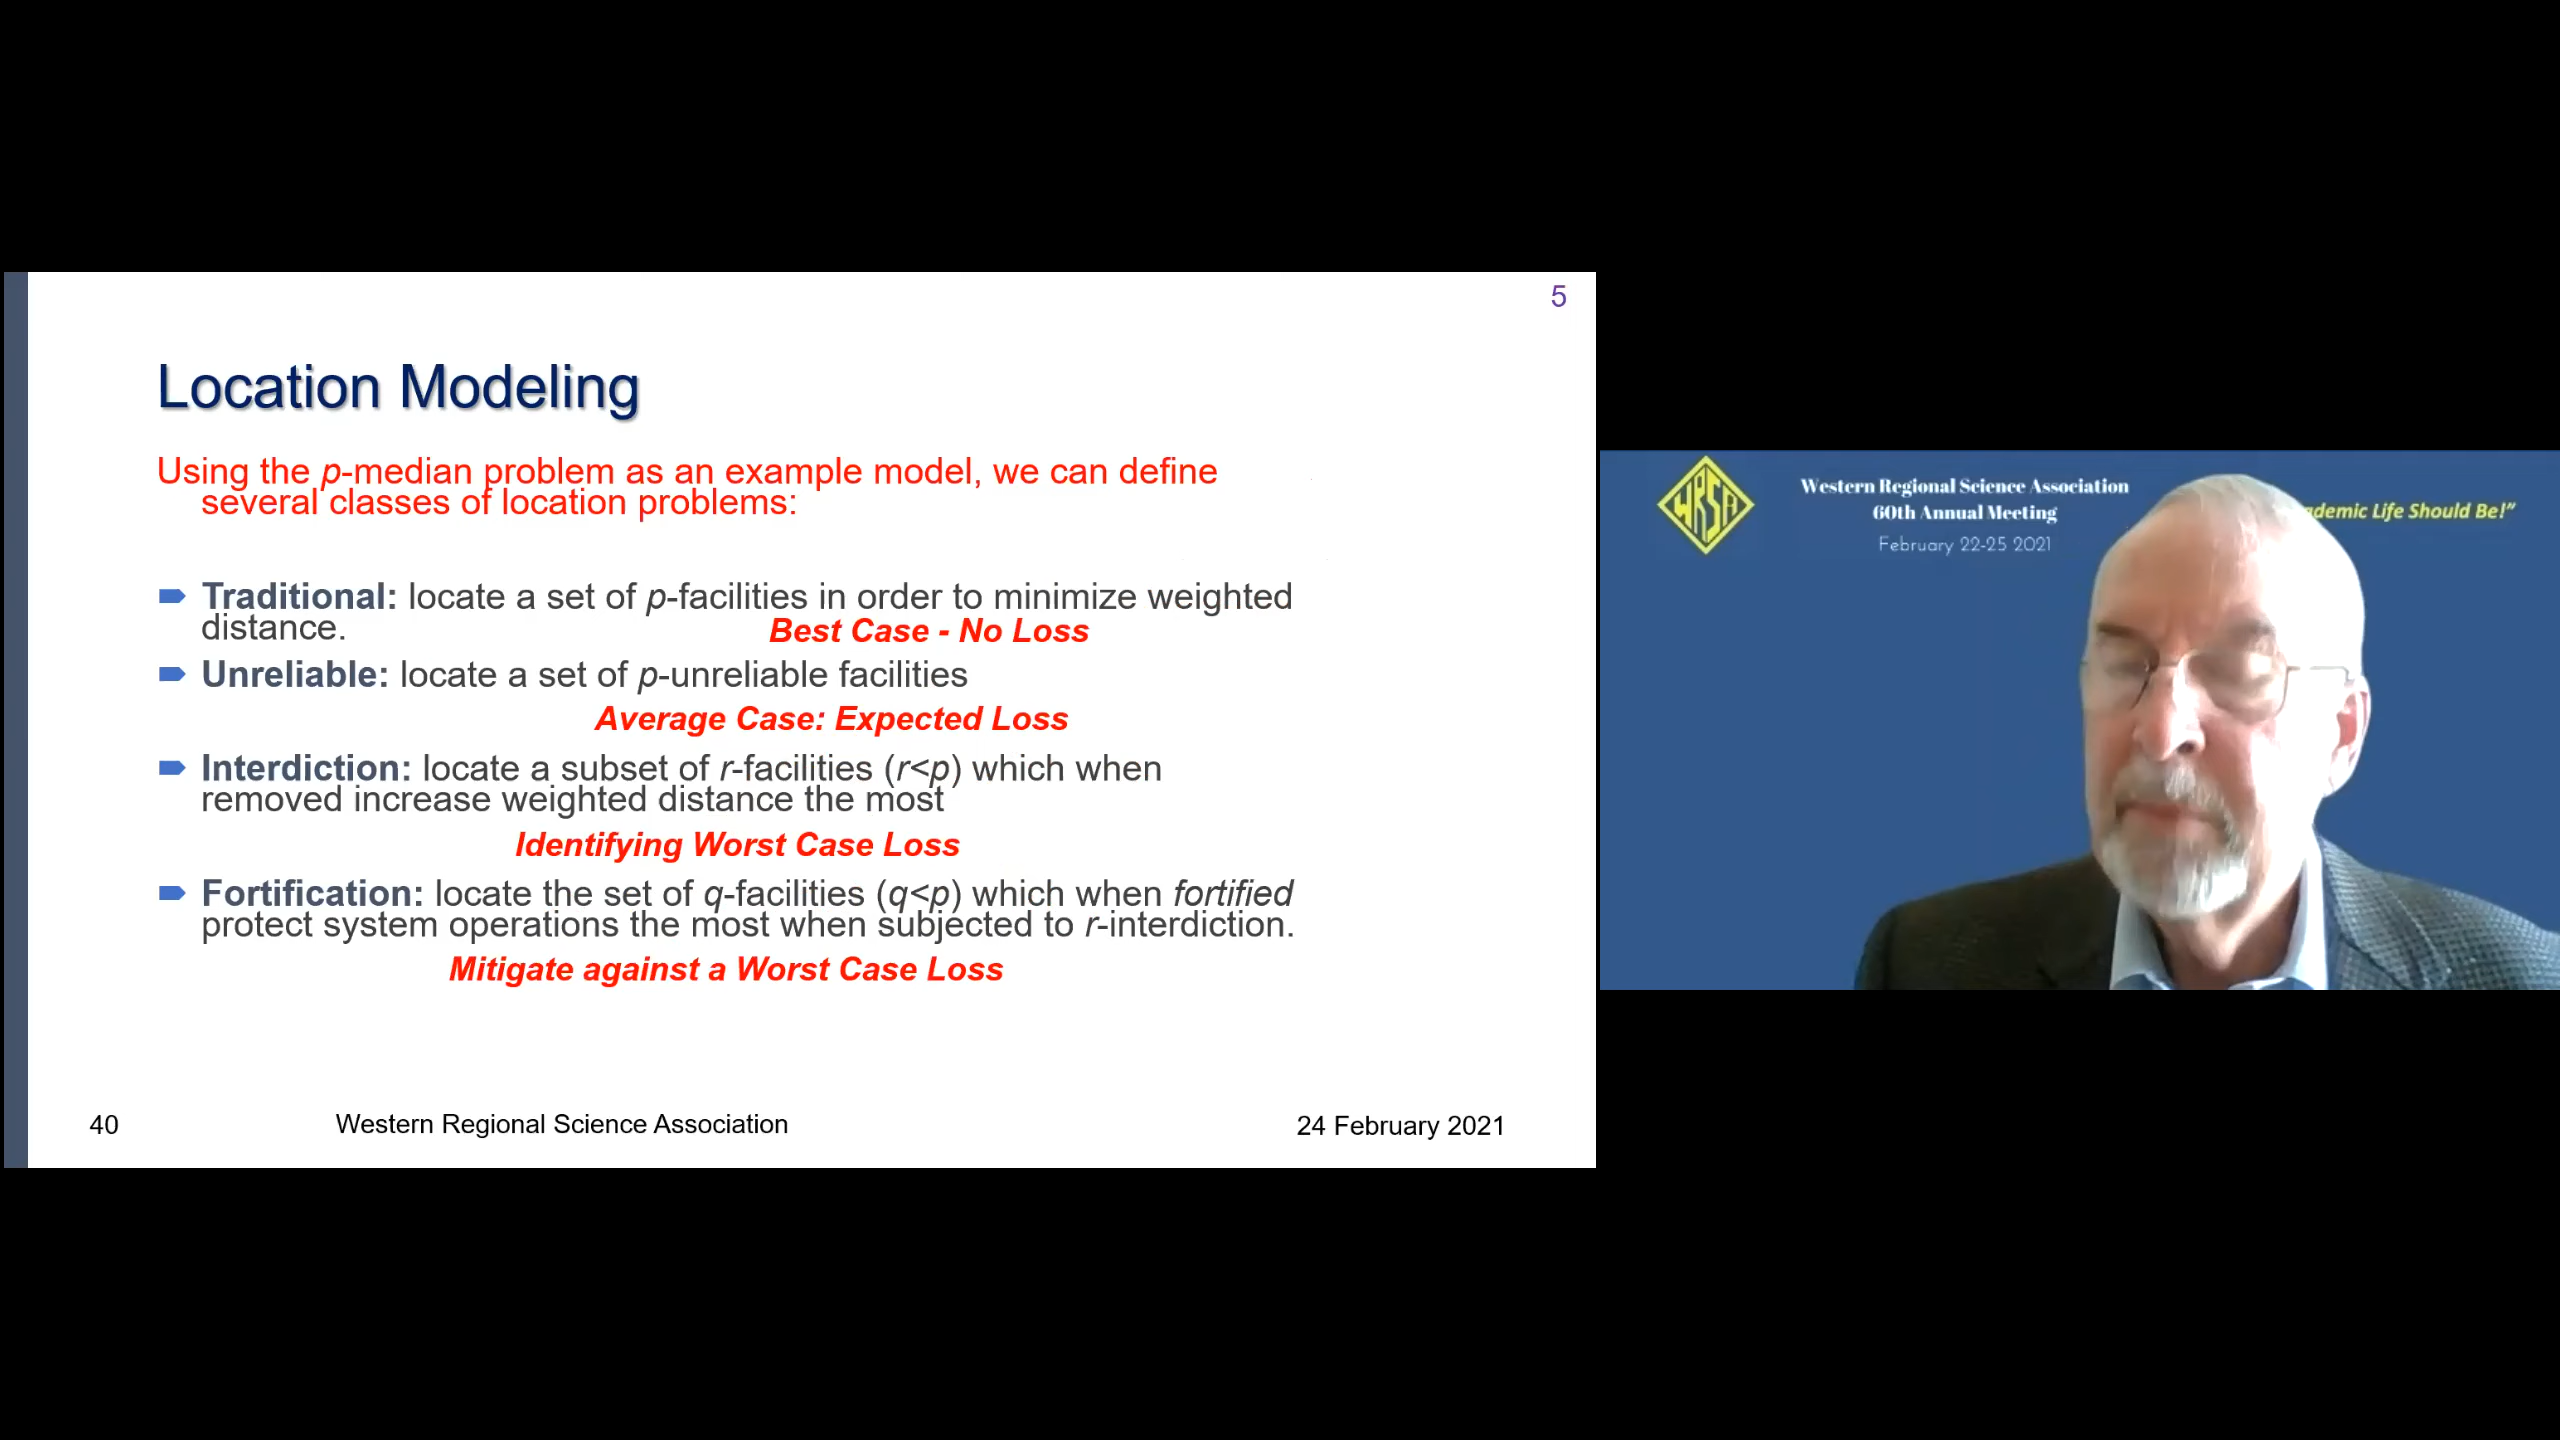 5
Location Modeling
Using the p-median problem as an example model, we can define
several classes of location problems:
Traditional: locate a set of p-facilities in order to minimize weighted
distance.
Best Case - No Loss
Unreliable: locate a set of p-unreliable facilities
Average Case: Expected Loss
Interdiction: locate a subset of r-facilities (r<p) which when
removed increase weighted distance the most
Identifying Worst Case Loss
Fortification: locate the set of q-facilities (q<p) which when fortified
protect system operations the most when subjected to r-interdiction.
Mitigate against a Worst Case Loss
40
Western Regional Science Association
24 February 2021
WRSA
Western Regional Science Association
60th Annual Meeting
February 22-25 2021
Life Should Be!”